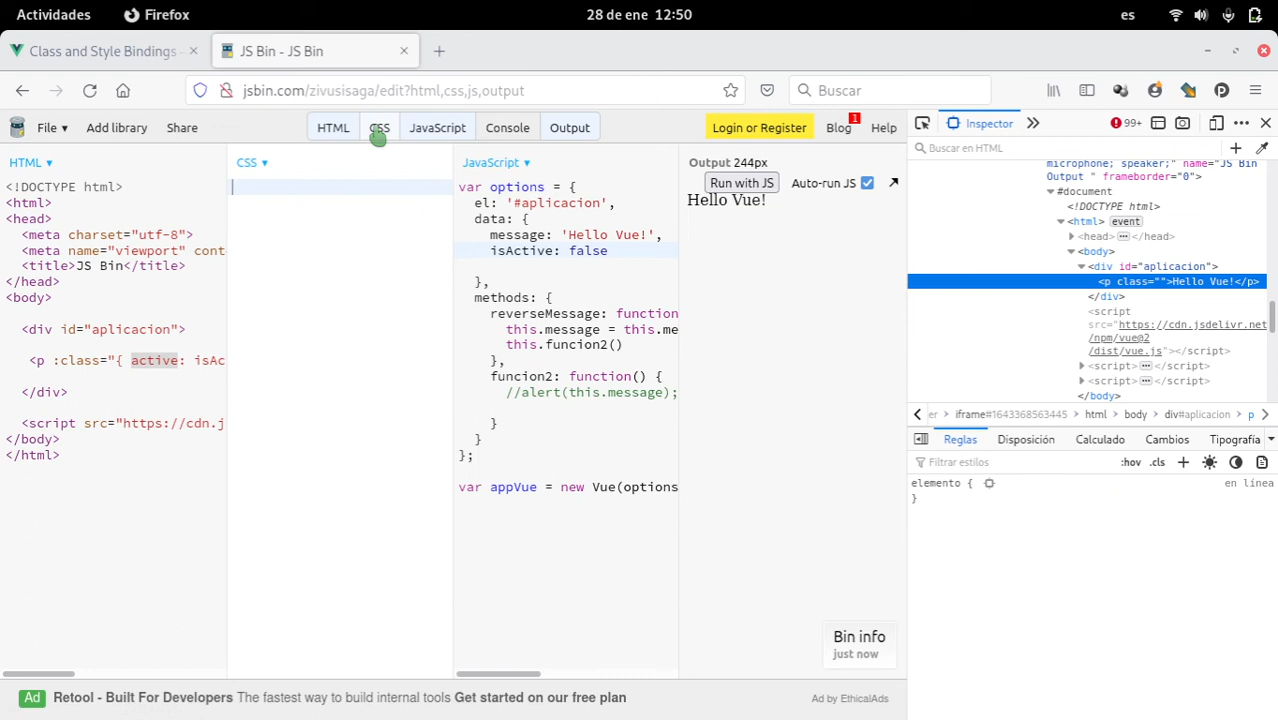 Actividades Firefox 28 de ene 12:50 es
Class and Style Bindings - JS Bin - JS Bin
jsbin.com/zivusisaga/edit?html,css,js,output Buscar
File Add library Share HTML CSS JavaScript Console Output Login or Register Blog 1 Help
HTML
<!DOCTYPE html>
<html>
<head>
<meta charset="utf-8">
<meta name="viewport" cont
<title>JS Bin</title>
</head>
<body>
<div id="aplicacion">
<p :class="{ active: isAc
</div>
<script src="https://cdn.j
</body>
</html>
CSS
JavaScript
var options = {
el: '#aplicacion',
data: {
message: 'Hello Vue!',
isActive: false
},
methods: {
reverseMessage: function
this.message = this.me
this.funcion2()
},
funcion2: function() {
//alert(this.message);
}
}
};
var appVue = new Vue(options
Output 244px
Run with JS Auto-run JS
Hello Vue!
Bin info
just now
Ad Retool - Built For Developers The fastest way to build internal tools Get started on our free plan Ad by EthicalAds
Inspector 99+
Buscar en HTML
microphone; speaker;" name="JS Bin
Output " frameborder="0">
#document
<!DOCTYPE html>
<html> event
<head> ••• </head>
<body>
<div id="aplicacion">
<p class="">Hello Vue!</p>
</div>
<script
src="https://cdn.jsdelivr.net
/npm/vue@2
/dist/vue.js"></script>
<script> ••• </script>
<script> ••• </script>
</body>
er iframe#1643368563445 html body div#aplicacion p
Reglas Disposición Calculado Cambios Tipografía
Filtrar estilos :hov .cls
elemento { en línea
}